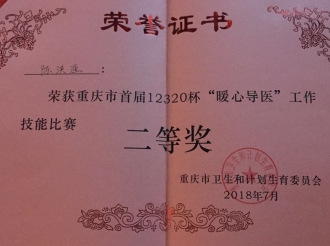 荣誉证书
荣获重庆市首届12320杯“暖心导医”工作
技能比赛
二等奖
重庆市卫生和计划生育委员会
2018年7月